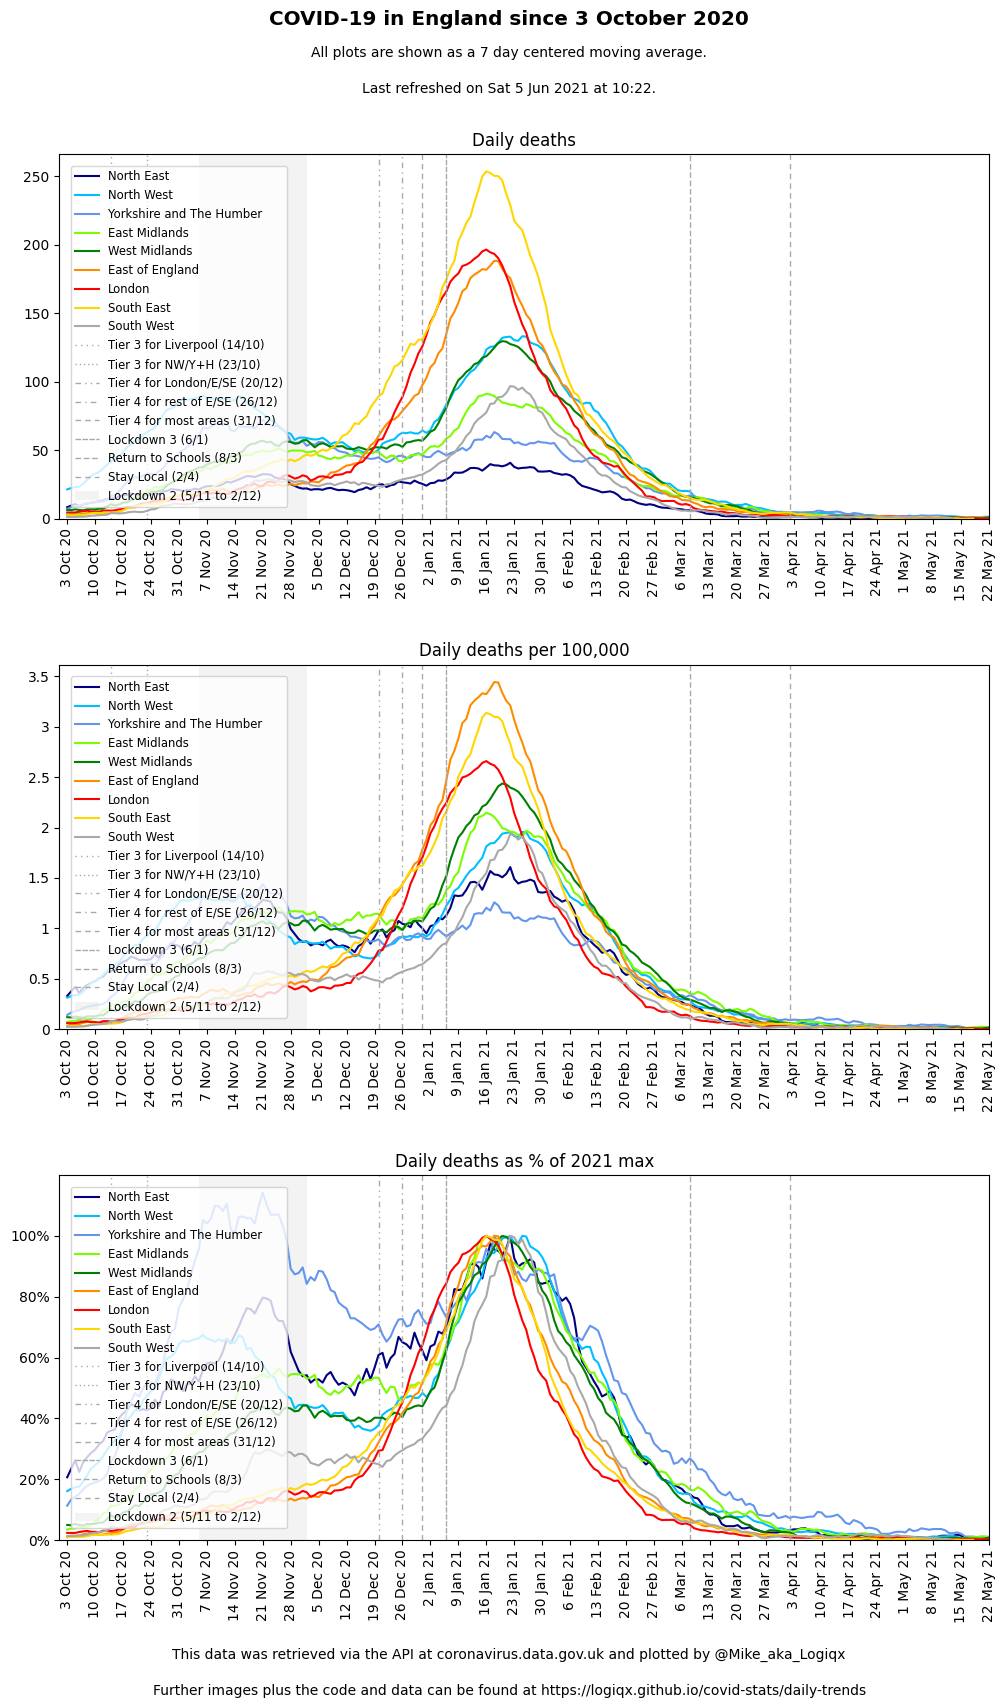 COVID-19 in England since 3 October 2020
All plots are shown as a 7 day centered moving average.
Last refreshed on Sat 5 Jun 2021 at 10:22.
Daily deaths
250
200
150
100
50
0
North East
North West
Yorkshire and The Humber
East Midlands
West Midlands
East of England
London
South East
South West
Tier 3 for Liverpool (14/10)
Tier 3 for NW/Y+H (23/10)
Tier 4 for London/E/SE (20/12)
Tier 4 for rest of E/SE (26/12)
Tier 4 for most areas (31/12)
Lockdown 3 (6/1)
Return to Schools (8/3)
Stay Local (2/4)
Lockdown 2 (5/11 to 2/12)
3 Oct 20
10 Oct 20
17 Oct 20
24 Oct 20
31 Oct 20
7 Nov 20
14 Nov 20
21 Nov 20
28 Nov 20
5 Dec 20
12 Dec 20
19 Dec 20
26 Dec 20
2 Jan 21
9 Jan 21
16 Jan 21
23 Jan 21
30 Jan 21
6 Feb 21
13 Feb 21
20 Feb 21
27 Feb 21
6 Mar 21
13 Mar 21
20 Mar 21
27 Mar 21
3 Apr 21
10 Apr 21
17 Apr 21
24 Apr 21
1 May 21
8 May 21
15 May 21
22 May 21
Daily deaths per 100,000
3.5
3
2.5
2
1.5
1
0.5
0
North East
North West
Yorkshire and The Humber
East Midlands
West Midlands
East of England
London
South East
South West
Tier 3 for Liverpool (14/10)
Tier 3 for NW/Y+H (23/10)
Tier 4 for London/E/SE (20/12)
Tier 4 for rest of E/SE (26/12)
Tier 4 for most areas (31/12)
Lockdown 3 (6/1)
Return to Schools (8/3)
Stay Local (2/4)
Lockdown 2 (5/11 to 2/12)
3 Oct 20
10 Oct 20
17 Oct 20
24 Oct 20
31 Oct 20
7 Nov 20
14 Nov 20
21 Nov 20
28 Nov 20
5 Dec 20
12 Dec 20
19 Dec 20
26 Dec 20
2 Jan 21
9 Jan 21
16 Jan 21
23 Jan 21
30 Jan 21
6 Feb 21
13 Feb 21
20 Feb 21
27 Feb 21
6 Mar 21
13 Mar 21
20 Mar 21
27 Mar 21
3 Apr 21
10 Apr 21
17 Apr 21
24 Apr 21
1 May 21
8 May 21
15 May 21
22 May 21
Daily deaths as % of 2021 max
100%
80%
60%
40%
20%
0%
North East
North West
Yorkshire and The Humber
East Midlands
West Midlands
East of England
London
South East
South West
Tier 3 for Liverpool (14/10)
Tier 3 for NW/Y+H (23/10)
Tier 4 for London/E/SE (20/12)
Tier 4 for rest of E/SE (26/12)
Tier 4 for most areas (31/12)
Lockdown 3 (6/1)
Return to Schools (8/3)
Stay Local (2/4)
Lockdown 2 (5/11 to 2/12)
3 Oct 20
10 Oct 20
17 Oct 20
24 Oct 20
31 Oct 20
7 Nov 20
14 Nov 20
21 Nov 20
28 Nov 20
5 Dec 20
12 Dec 20
19 Dec 20
26 Dec 20
2 Jan 21
9 Jan 21
16 Jan 21
23 Jan 21
30 Jan 21
6 Feb 21
13 Feb 21
20 Feb 21
27 Feb 21
6 Mar 21
13 Mar 21
20 Mar 21
27 Mar 21
3 Apr 21
10 Apr 21
17 Apr 21
24 Apr 21
1 May 21
8 May 21
15 May 21
22 May 21
This data was retrieved via the API at coronavirus.data.gov.uk and plotted by @Mike_aka_Logiqx
Further images plus the code and data can be found at https://logiqx.github.io/covid-stats/daily-trends